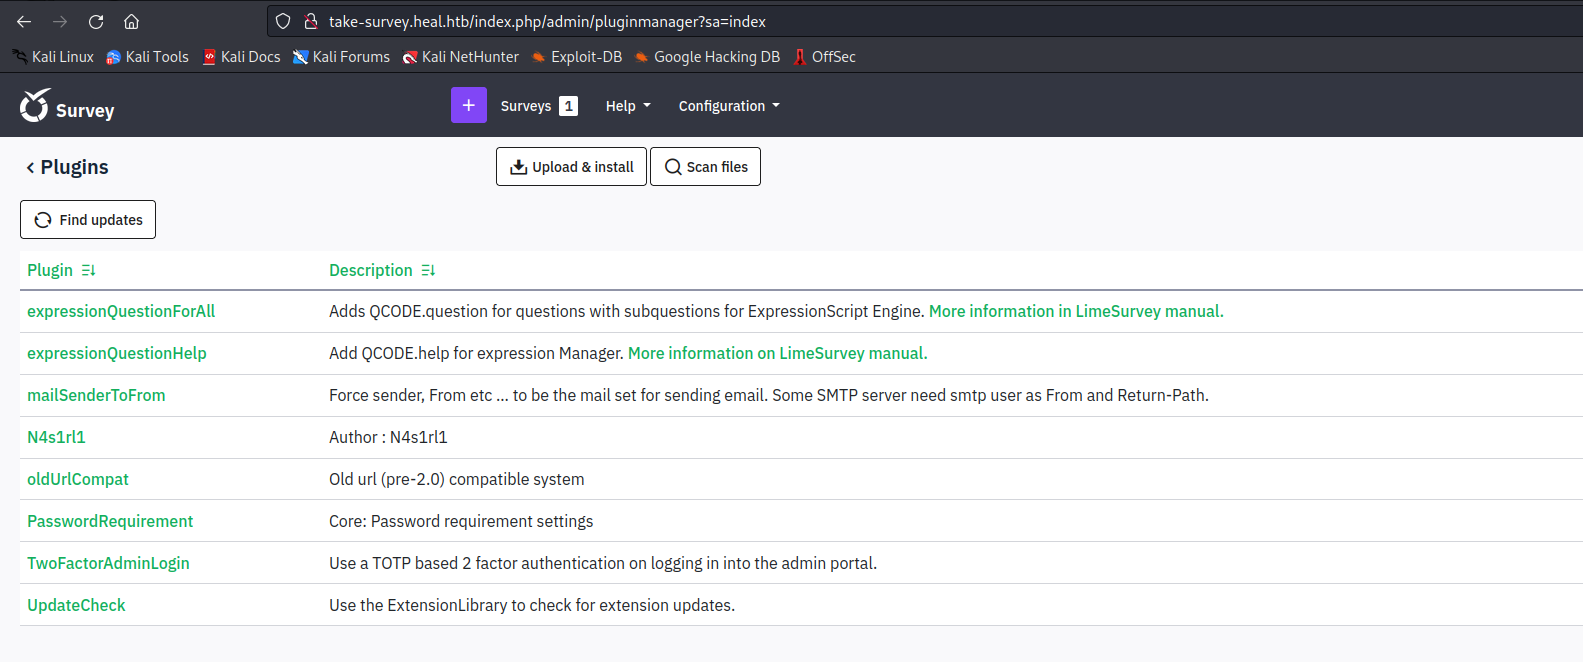 take-survey.heal.htb/index.php/admin/pluginmanager?sa=index
Kali Linux Kali Tools Kali Docs Kali Forums Kali NetHunter Exploit-DB Google Hacking DB OffSec
Survey + Surveys 1 Help Configuration
Plugins Upload & install Scan files
Find updates
Plugin Description
expressionQuestionForAll Adds QCODE.question for questions with subquestions for ExpressionScript Engine. More information in LimeSurvey manual.
expressionQuestionHelp Add QCODE.help for expression Manager. More information on LimeSurvey manual.
mailSenderToFrom Force sender, From etc ... to be the mail set for sending email. Some SMTP server need smtp user as From and Return-Path.
N4s1rl1 Author : N4s1rl1
oldUrlCompat Old url (pre-2.0) compatible system
PasswordRequirement Core: Password requirement settings
TwoFactorAdminLogin Use a TOTP based 2 factor authentication on logging in into the admin portal.
UpdateCheck Use the ExtensionLibrary to check for extension updates.